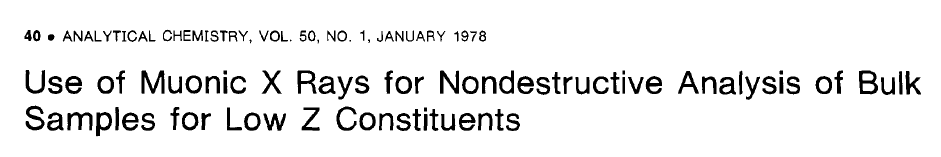 40 • ANALYTICAL CHEMISTRY, VOL. 50, NO. 1, JANUARY 1978
Use of Muonic X Rays for Nondestructive Analysis of Bulk
Samples for Low Z Constituents